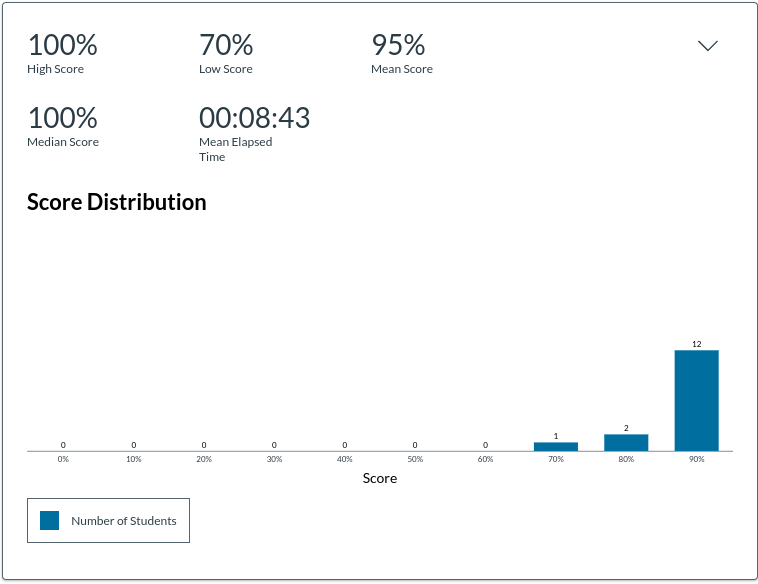 100%
High Score
70%
Low Score
95%
Mean Score
100%
Median Score
00:08:43
Mean Elapsed
Time
Score Distribution
0 0 0 0 0 0 0 1 2 12
0% 10% 20% 30% 40% 50% 60% 70% 80% 90%
Score
Number of Students